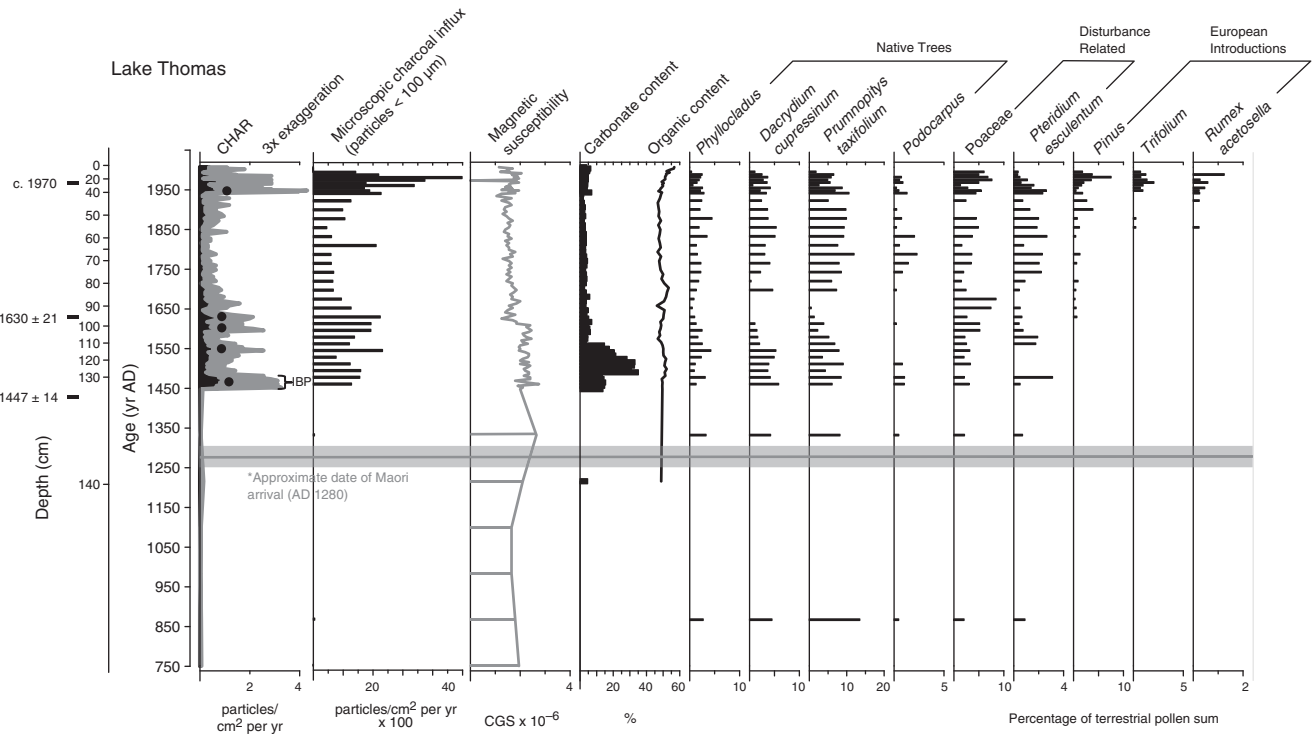 Lake Thomas
CHAR
3x exaggeration
Microscopic charcoal influx
(particles < 100 µm)
Magnetic
susceptibility
Carbonate content
Organic content
Native Trees
Phyllocladus
Dacrydium
cupressinum
Prumnopitys
taxifolium
Podocarpus
Disturbance
Related
Poaceae
Pteridium
esculentum
European
Introductions
Pinus
Trifolium
Rumex
acetosella
c. 1970
1630 ± 21
1447 ± 14
Depth (cm)
0
20
40
50
60
70
80
90
100
110
120
130
140
Age (yr AD)
1950
1850
1750
1650
1550
1450
1350
1250
1150
1050
950
850
750
IBP
*Approximate date of Maori
arrival (AD 1280)
2 4
20 40
4
20 40 60
10
10
10 20
5
10
4
10
5
2
particles/
cm2 per yr
particles/cm2 per yr
x 100
CGS x 10–6
%
Percentage of terrestrial pollen sum